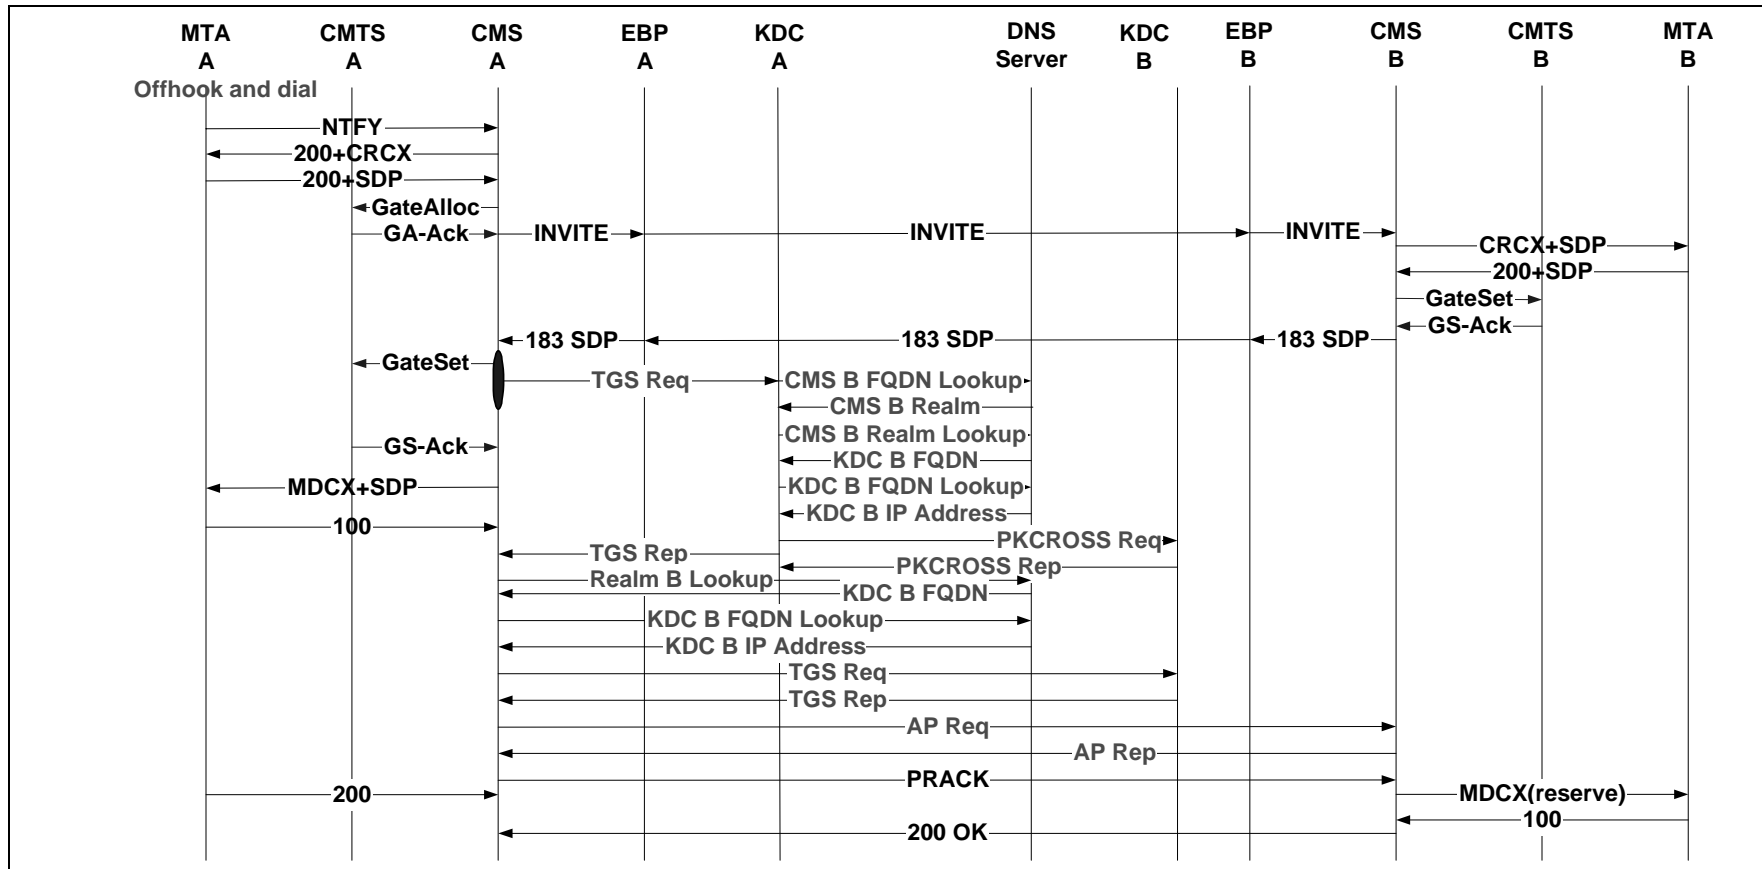 MTA CMTS CMS EBP KDC DNS KDC EBP CMS CMTS MTA
A A A A A Server B B B B B
Offhook and dial
NTFY
200+CRCX
200+SDP
GateAlloc
GA-Ack INVITE INVITE INVITE
CRCX+SDP
200+SDP
GateSet
GS-Ack
183 SDP 183 SDP 183 SDP
GateSet
TGS Req CMS B FQDN Lookup
CMS B Realm
CMS B Realm Lookup
GS-Ack
KDC B FQDN
MDCX+SDP KDC B FQDN Lookup
KDC B IP Address
100
PKCROSS Req
TGS Rep
PKCROSS Rep
Realm B Lookup
KDC B FQDN
KDC B FQDN Lookup
KDC B IP Address
TGS Req
TGS Rep
AP Req
AP Rep
PRACK
200 MDCX(reserve)
100
200 OK